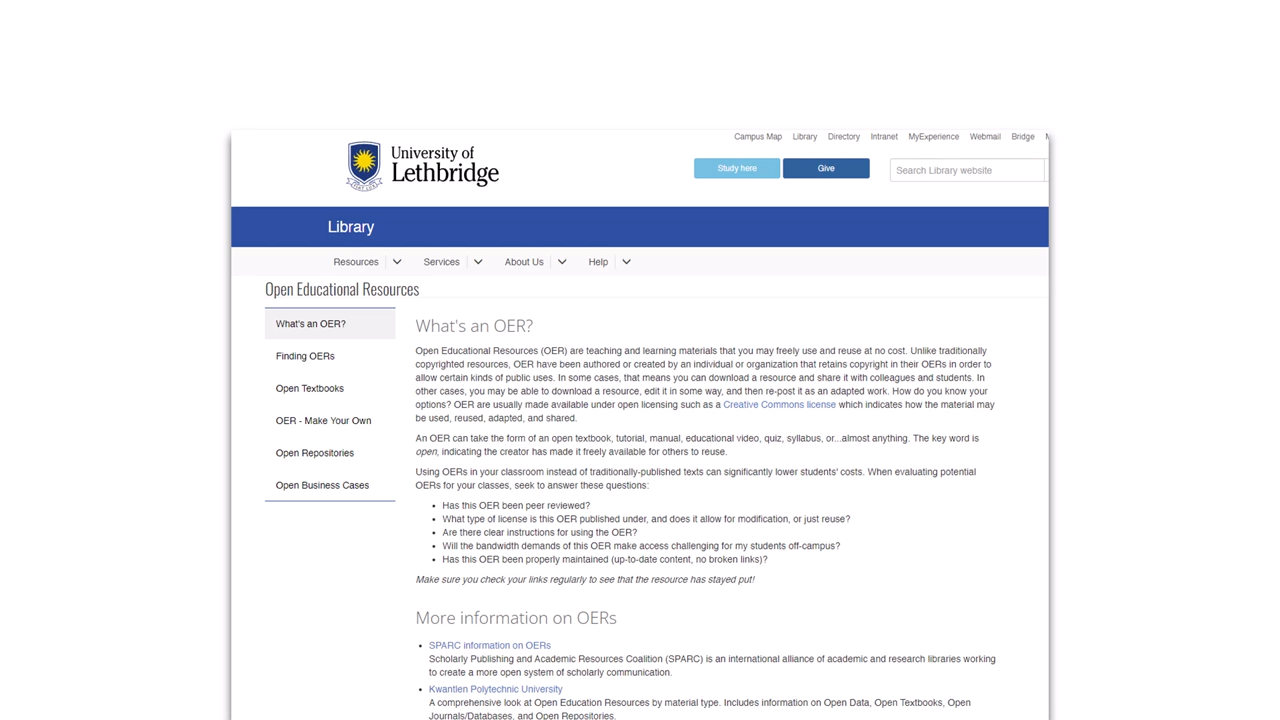 Campus Map Library Directory Intranet MyExperience Webmail Bridge
University of
Lethbridge
Study here Give Search Library website
Library
Resources Services About Us Help
Open Educational Resources
What's an OER?
Finding OERs
Open Textbooks
OER - Make Your Own
Open Repositories
Open Business Cases
What's an OER?
Open Educational Resources (OER) are teaching and learning materials that you may freely use and reuse at no cost. Unlike traditionally
copyrighted resources, OER have been authored or created by an individual or organization that retains copyright in their OERs in order to
allow certain kinds of public uses. In some cases, that means you can download a resource and share it with colleagues and students. In
other cases, you may be able to download a resource, edit it in some way, and then re-post it as an adapted work. How do you know your
options? OER are usually made available under open licensing such as a Creative Commons license which indicates how the material may
be used, reused, adapted, and shared.
An OER can take the form of an open textbook, tutorial, manual, educational video, quiz, syllabus, or...almost anything. The key word is
open, indicating the creator has made it freely available for others to reuse.
Using OERs in your classroom instead of traditionally-published texts can significantly lower students' costs. When evaluating potential
OERs for your classes, seek to answer these questions:
• Has this OER been peer reviewed?
• What type of license is this OER published under, and does it allow for modification, or just reuse?
• Are there clear instructions for using the OER?
• Will the bandwidth demands of this OER make access challenging for my students off-campus?
• Has this OER been properly maintained (up-to-date content, no broken links)?
Make sure you check your links regularly to see that the resource has stayed put!
More information on OERs
• SPARC information on OERs
Scholarly Publishing and Academic Resources Coalition (SPARC) is an international alliance of academic and research libraries working
to create a more open system of scholarly communication.
• Kwantlen Polytechnic University
A comprehensive look at Open Education Resources by material type. Includes information on Open Data, Open Textbooks, Open
Journals/Databases, and Open Repositories.